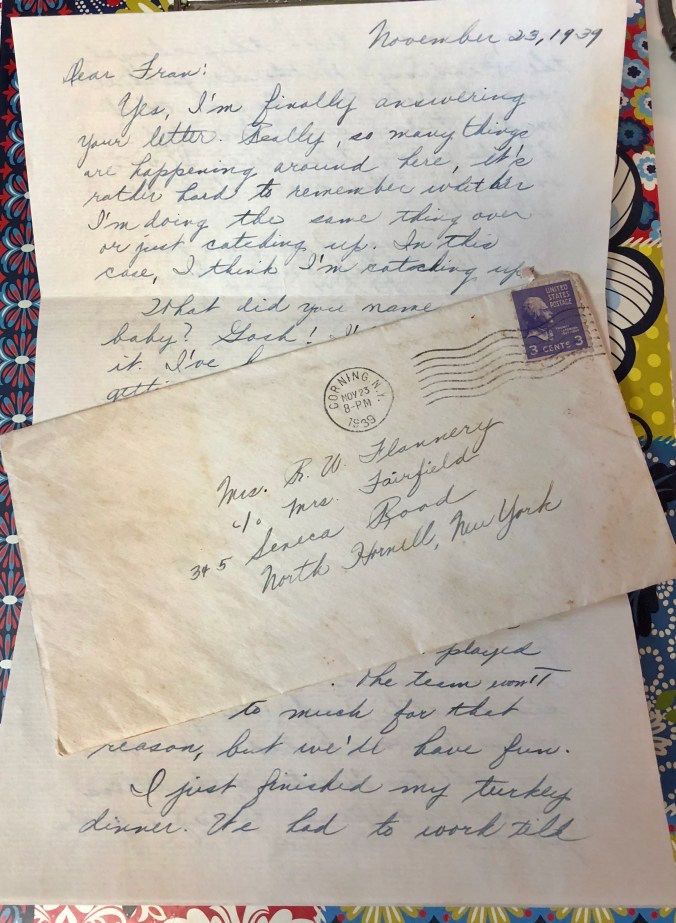 November 23, 1939
Dear Fran:
Yes, I'm finally answering
your letter. Really, so many things
are happening around here, it's
rather hard to remember whether
I'm doing the same thing over
or just catching up. In this
case, I think I'm catching up
What did you name
baby? Gosh!
it. I've
getti
UNITED
STATES
POSTAGE
3 CENTS 3
CORNING N.Y.
NOV 23
8-PM
1939
Mrs. R. W. Flannery
c/o Mrs. Fairfield
345 Seneca Road
North Hornell, New York
played
. The team won't
to much for that
reason, but we'll have fun.
I just finished my turkey
dinner. We had to work till